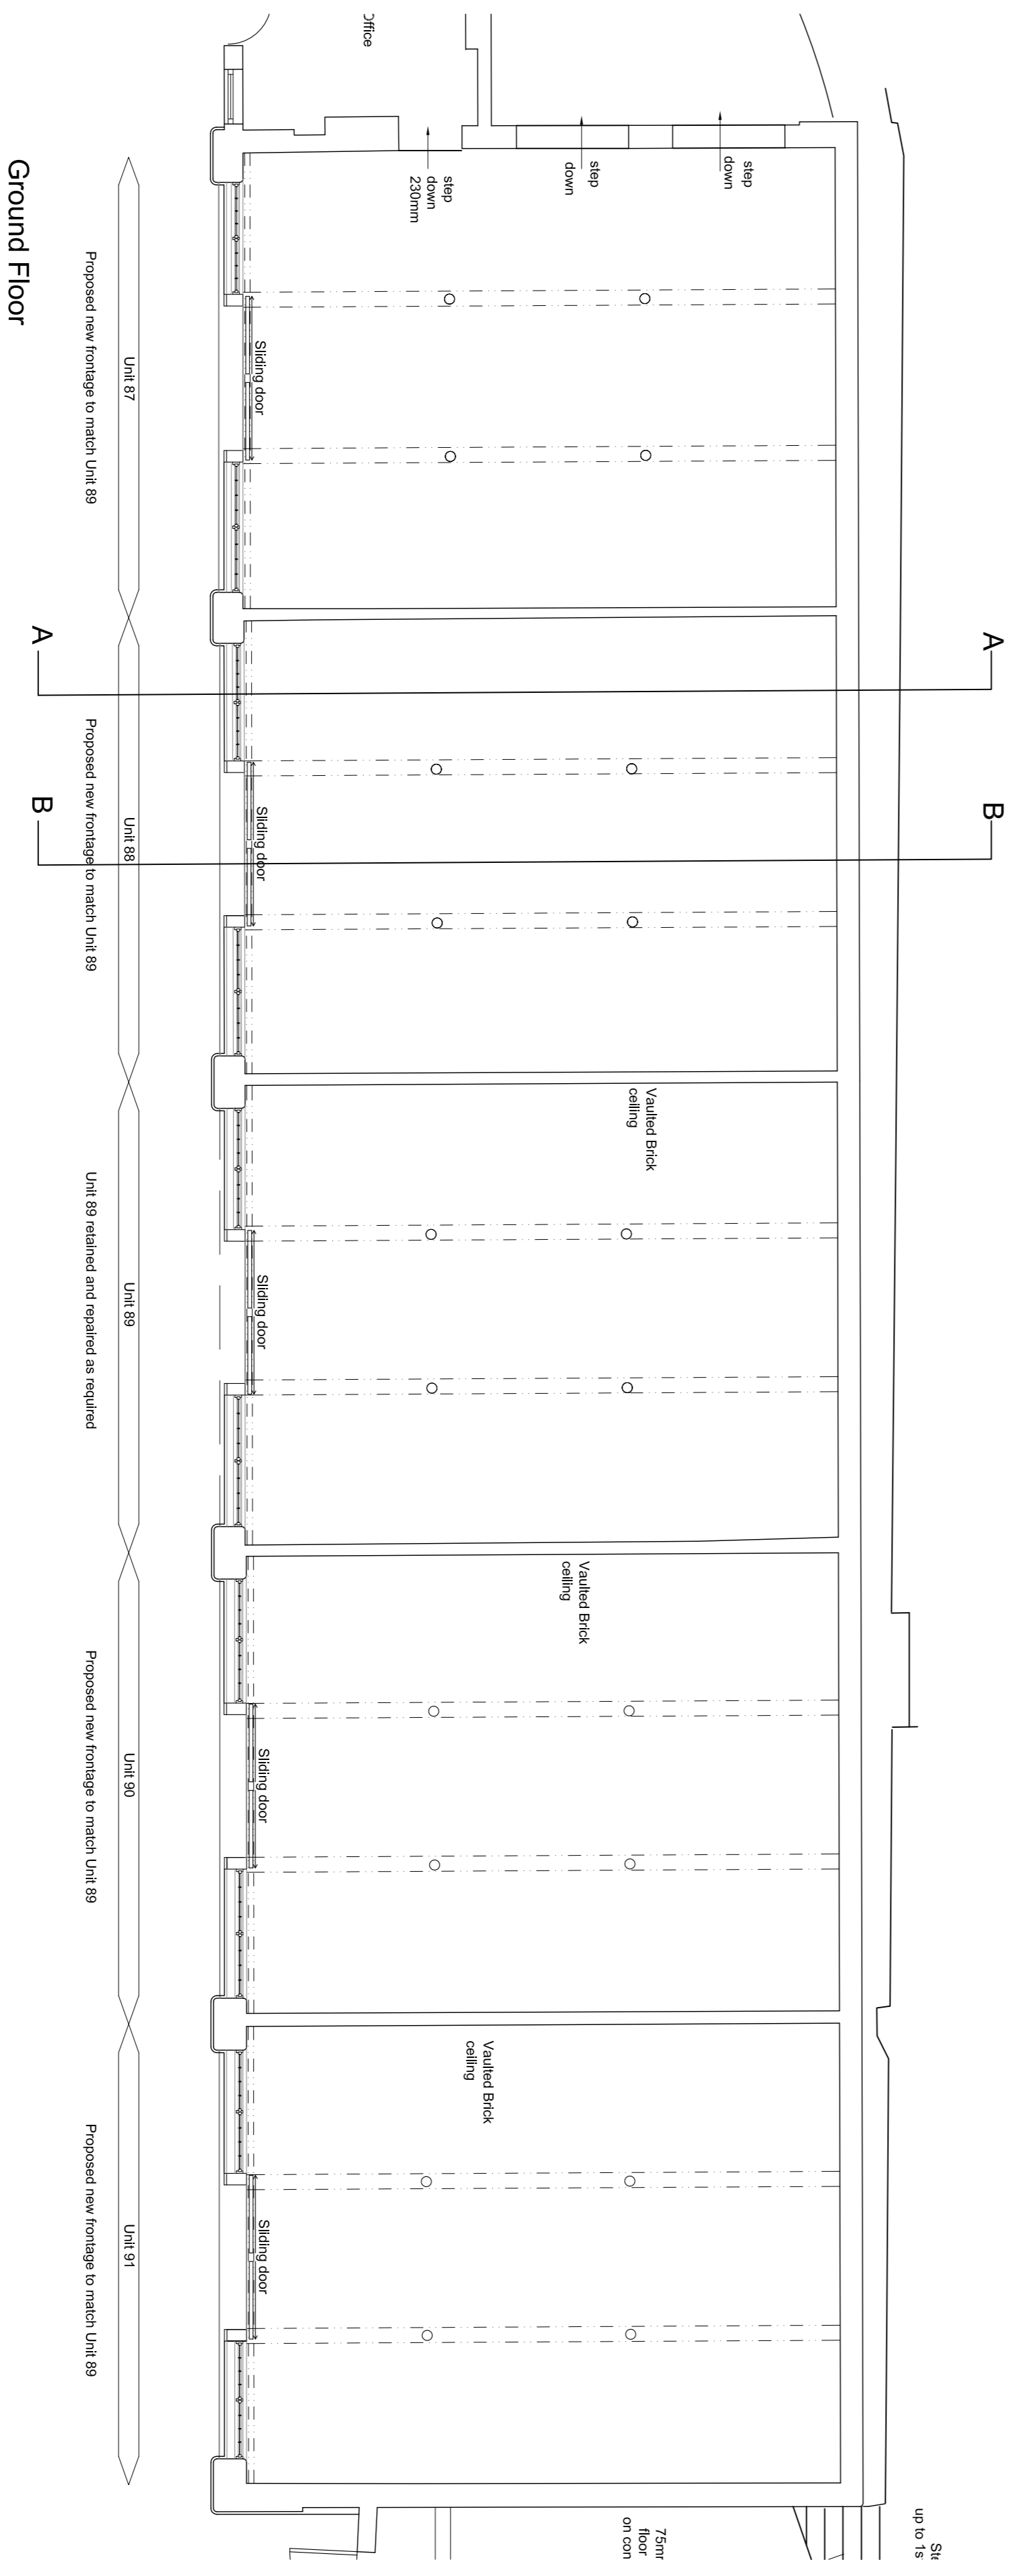 Office
step
down
230mm
step
down
step
down
Sliding door
Unit 87
Proposed new frontage to match Unit 89
Ground Floor
A
A
B
B
Sliding door
Unit 88
Proposed new frontage to match Unit 89
Vaulted Brick
ceiling
Sliding door
Unit 89
Unit 89 retained and repaired as required
Vaulted Brick
ceiling
Sliding door
Unit 90
Proposed new frontage to match Unit 89
Vaulted Brick
ceiling
Sliding door
Unit 91
Proposed new frontage to match Unit 89
floor
on
up to